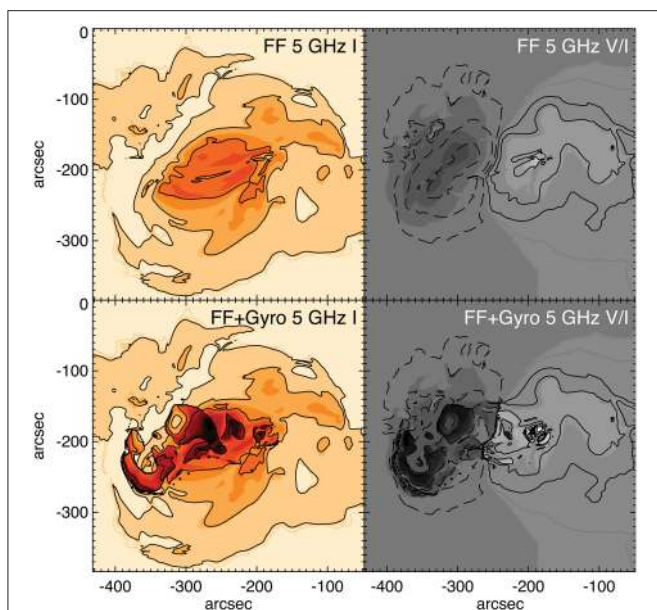 FF 5 GHz I
FF 5 GHz V/I
0
-100
-200
-300
arcsec
FF+Gyro 5 GHz I
FF+Gyro 5 GHz V/I
0
-100
-200
-300
arcsec
-400 -300 -200 -100
-400 -300 -200 -100
arcsec
arcsec